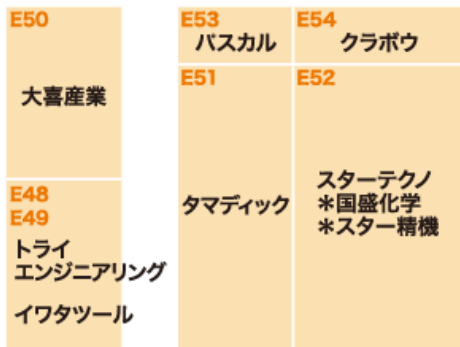 E50
大喜産業
E48
E49
トライ
エンジニアリング
イワタツール
E53
パスカル
E54
クラボウ
E51
タマディック
E52
スターテクノ
＊国盛化学
＊スター精機